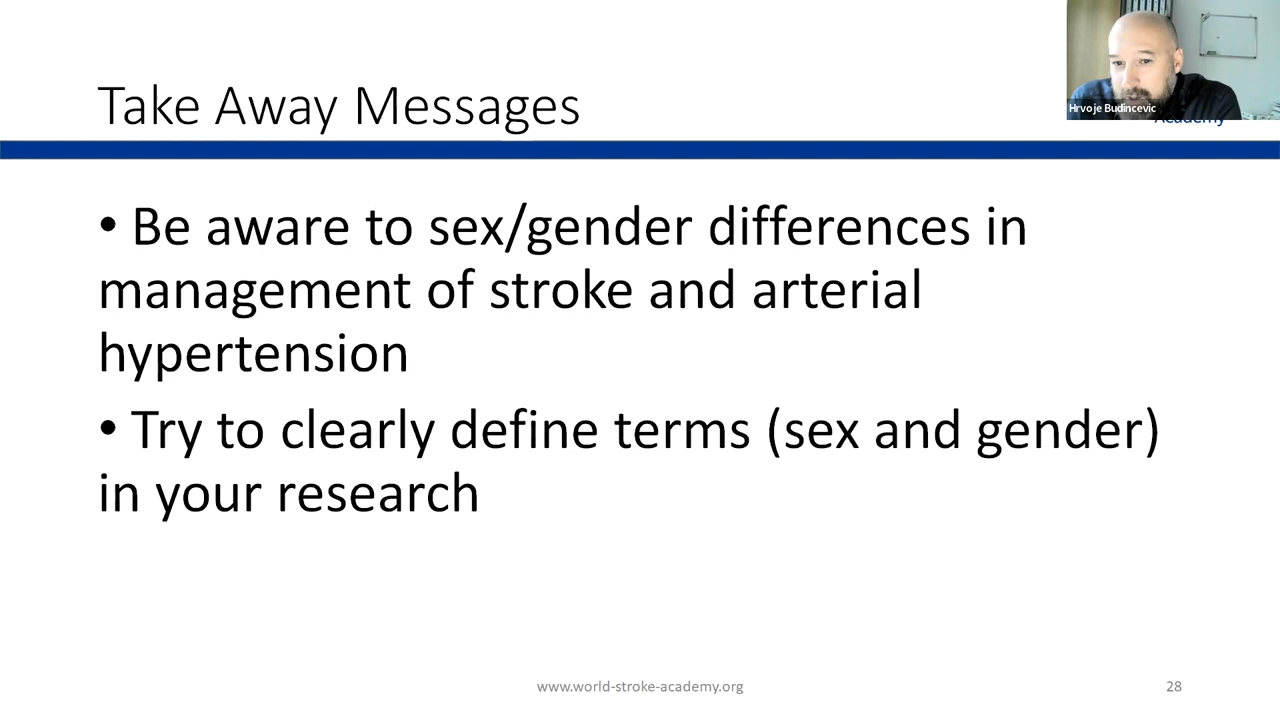 Take Away Messages
Hrvoje Budincevic
Academy
• Be aware to sex/gender differences in
management of stroke and arterial
hypertension
• Try to clearly define terms (sex and gender)
in your research
www.world-stroke-academy.org
28